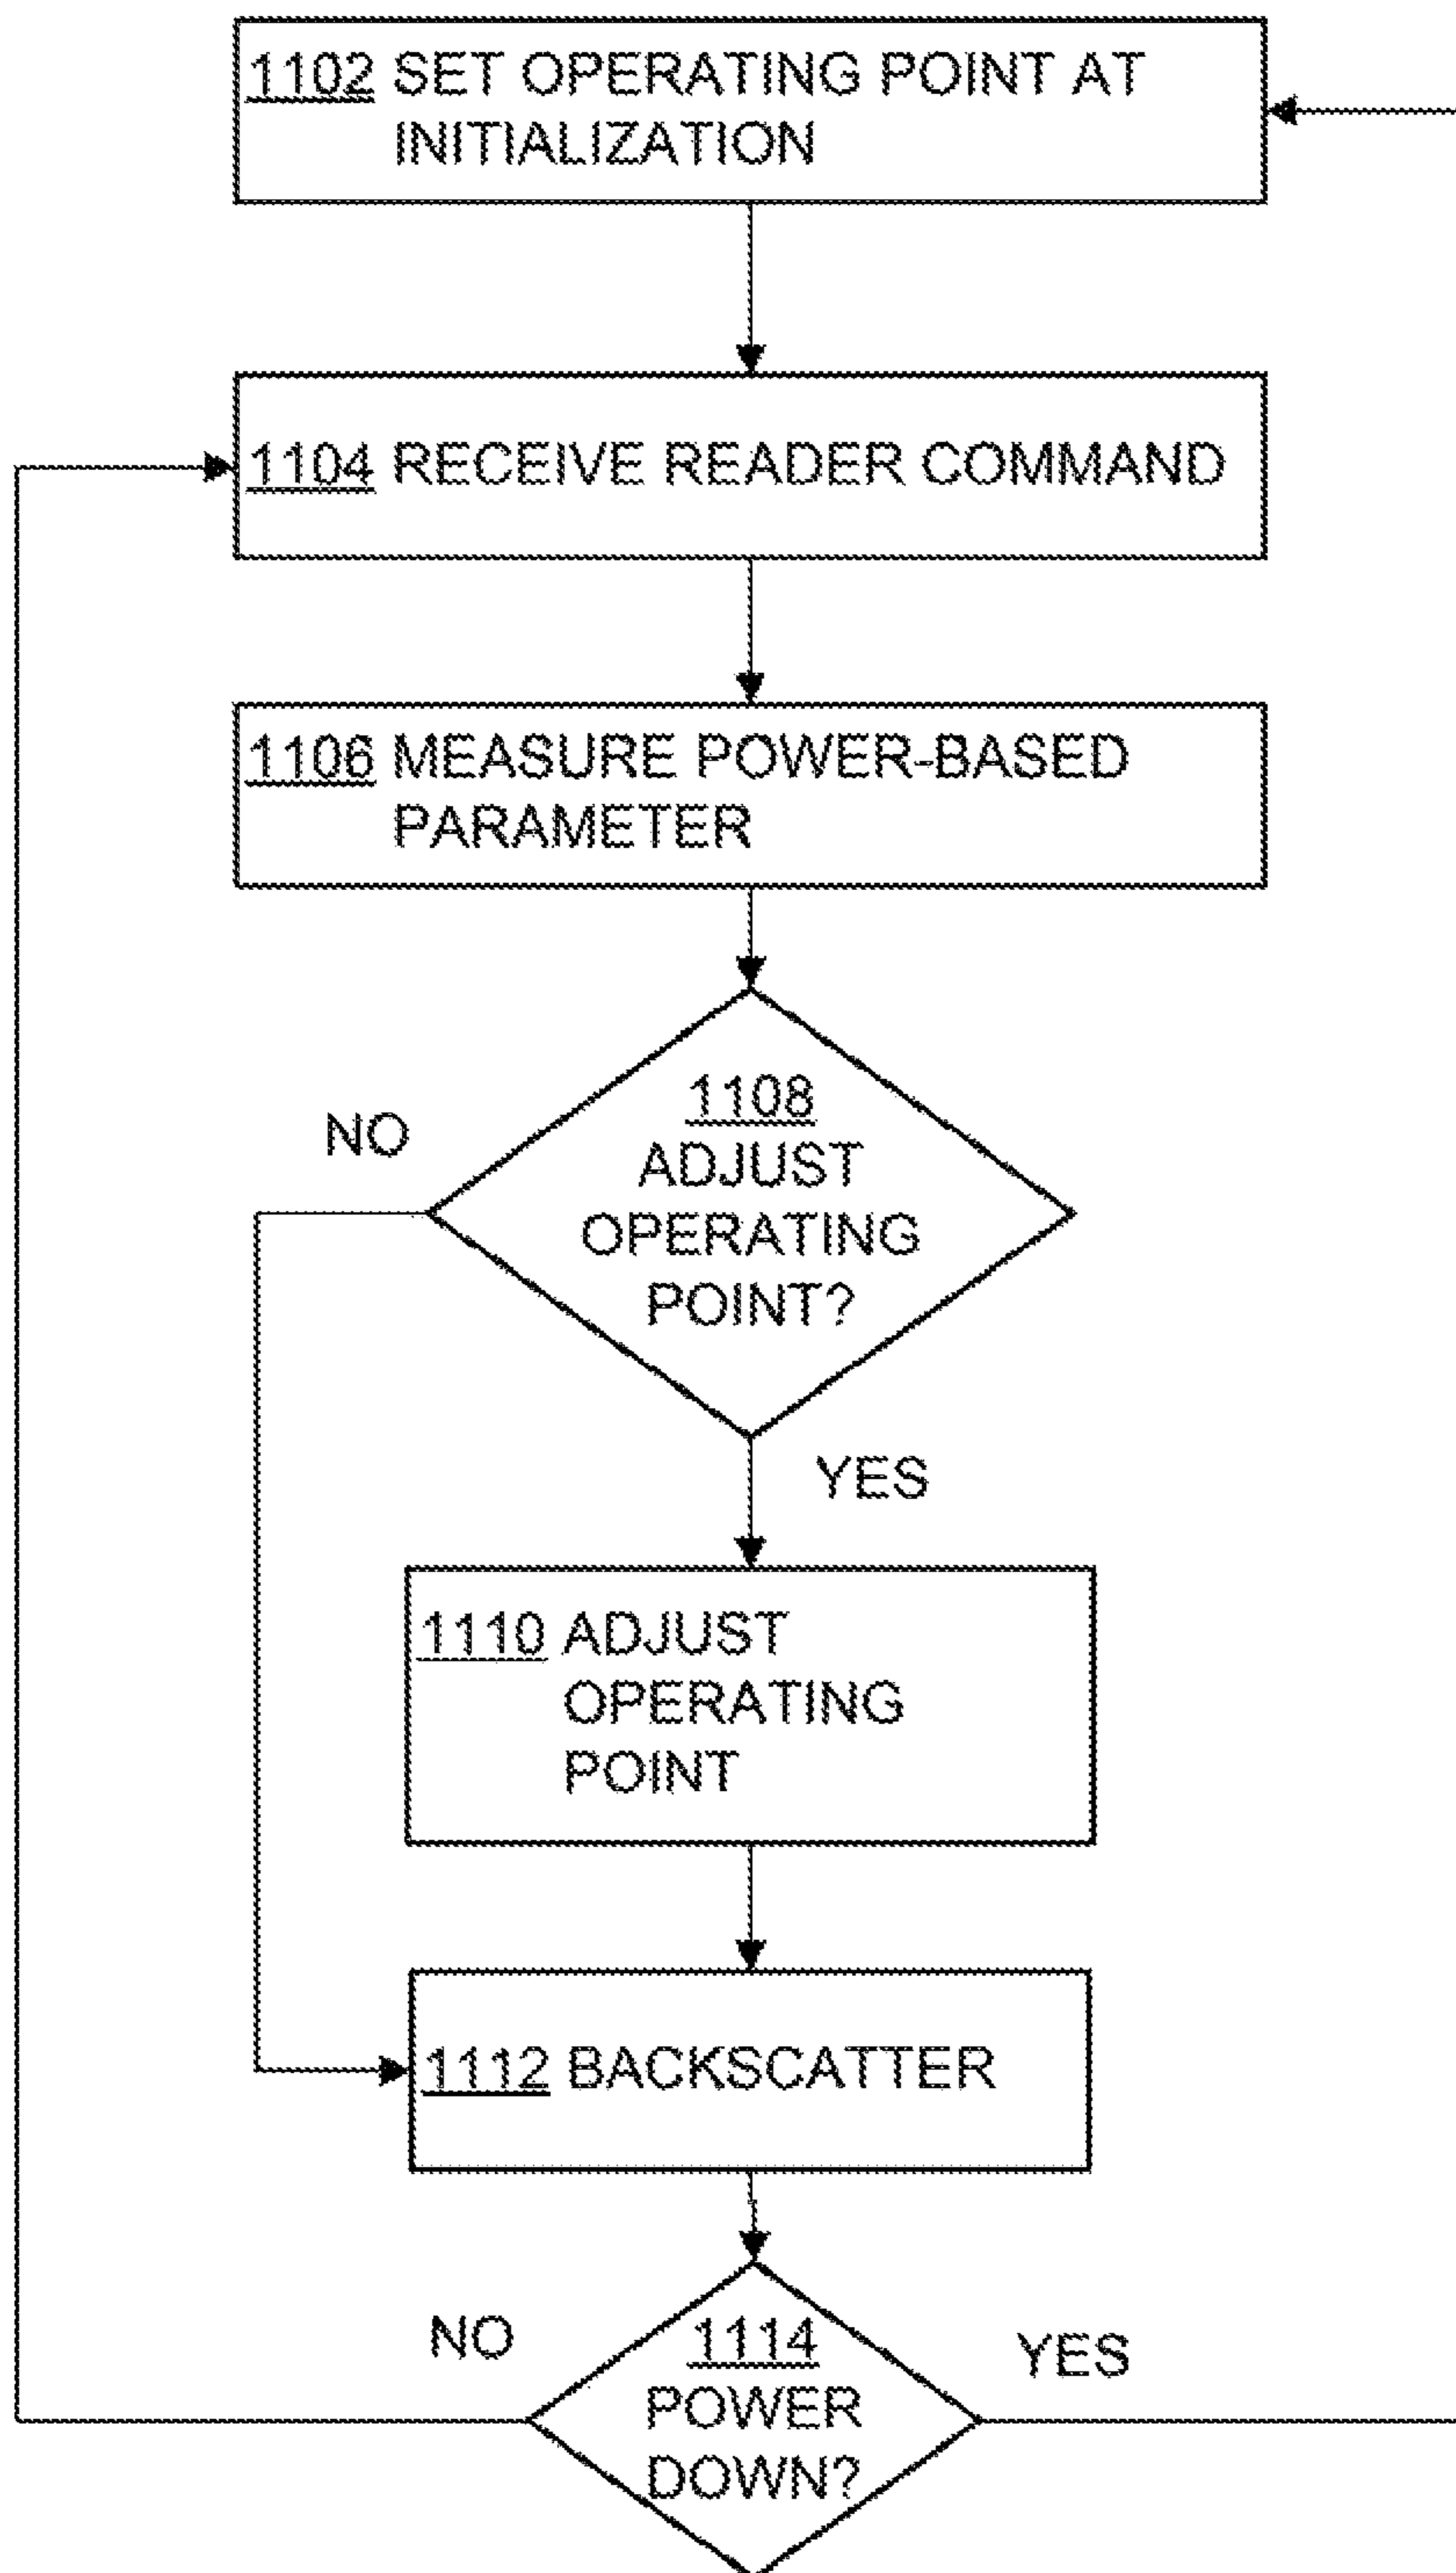 1102 SET OPERATING POINT AT
INITIALIZATION
1104 RECEIVE READER COMMAND
1106 MEASURE POWER-BASED
PARAMETER
1108
ADJUST
OPERATING
POINT?
NO
YES
1110 ADJUST
OPERATING
POINT
1112 BACKSCATTER
NO
1114
POWER
DOWN?
YES